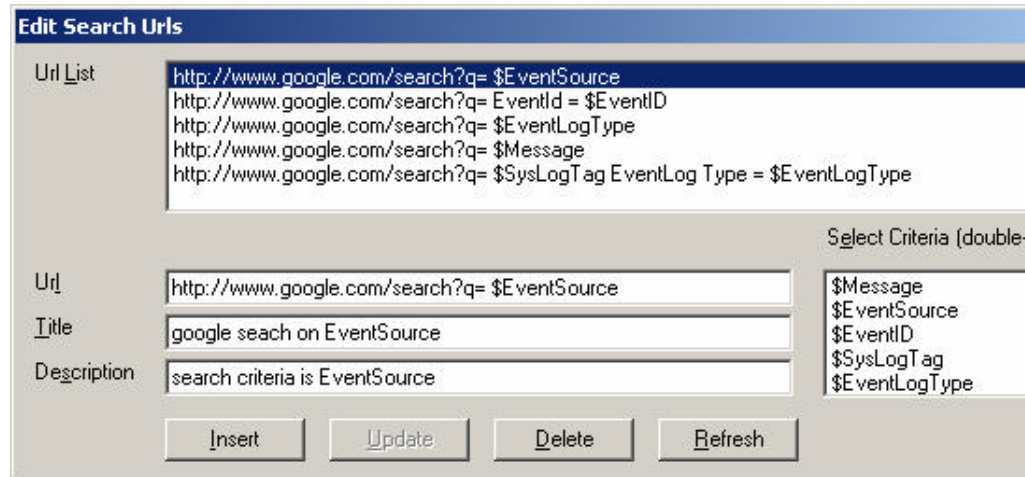 Edit Search Urls
Url List
http://www.google.com/search?q= $EventSource
http://www.google.com/search?q= EventId = $EventID
http://www.google.com/search?q= $EventLogType
http://www.google.com/search?q= $Message
http://www.google.com/search?q= $SysLogTag EventLog Type = $EventLogType
Select Criteria (double-
Url http://www.google.com/search?q= $EventSource
Title google seach on EventSource
Description search criteria is EventSource
$Message
$EventSource
$EventID
$SysLogTag
$EventLogType
Insert Update Delete Refresh